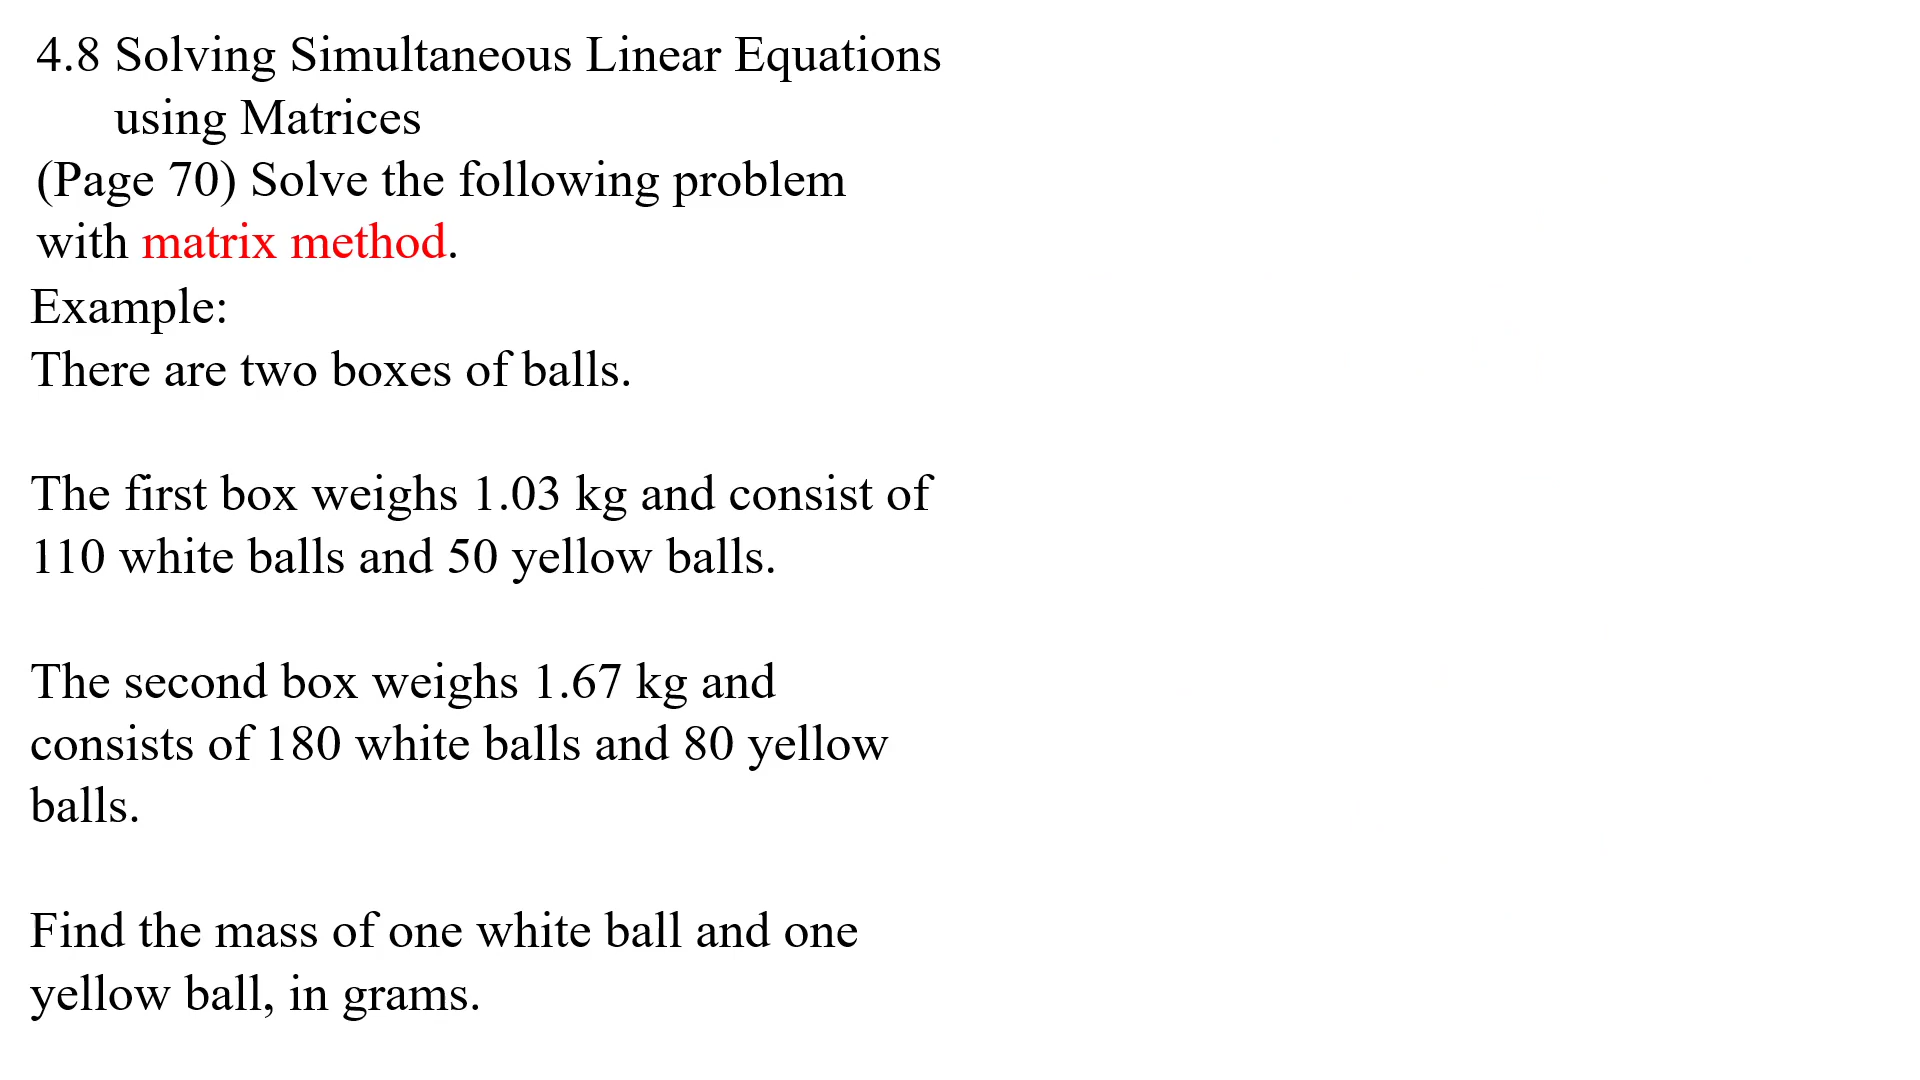 4.8 Solving Simultaneous Linear Equations
using Matrices
(Page 70) Solve the following problem
with matrix method.
Example:
There are two boxes of balls.
The first box weighs 1.03 kg and consist of
110 white balls and 50 yellow balls.
The second box weighs 1.67 kg and
consists of 180 white balls and 80 yellow
balls.
Find the mass of one white ball and one
yellow ball, in grams.